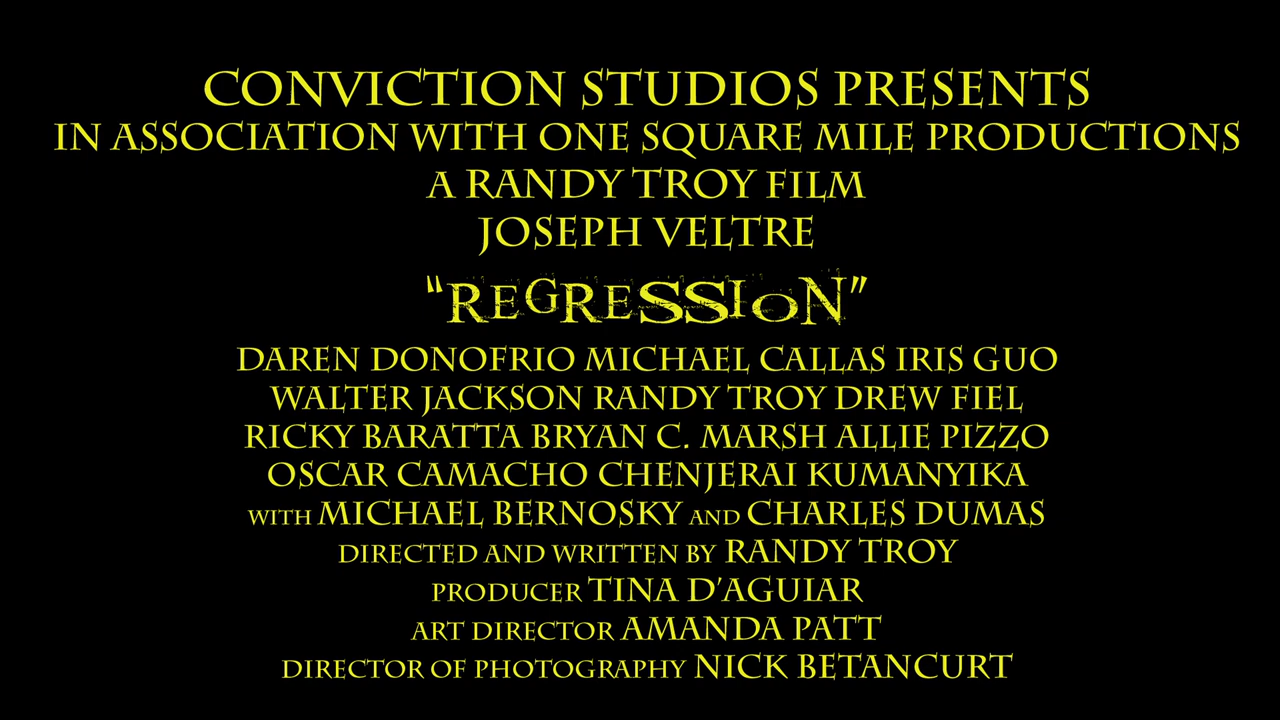 CONVICTION STUDIOS PRESENTS
IN ASSOCIATION WITH ONE SQUARE MILE PRODUCTIONS
A RANDY TROY FILM
JOSEPH VELTRE
“REGRESSION”
DAREN DONOFRIO MICHAEL CALLAS IRIS GUO
WALTER JACKSON RANDY TROY DREW FIEL
RICKY BARATTA BRYAN C. MARSH ALLIE PIZZO
OSCAR CAMACHO CHENJERAI KUMANYIKA
WITH MICHAEL BERNOSKY AND CHARLES DUMAS
DIRECTED AND WRITTEN BY RANDY TROY
PRODUCER TINA D'AGUIAR
ART DIRECTOR AMANDA PATT
DIRECTOR OF PHOTOGRAPHY NICK BETANCURT